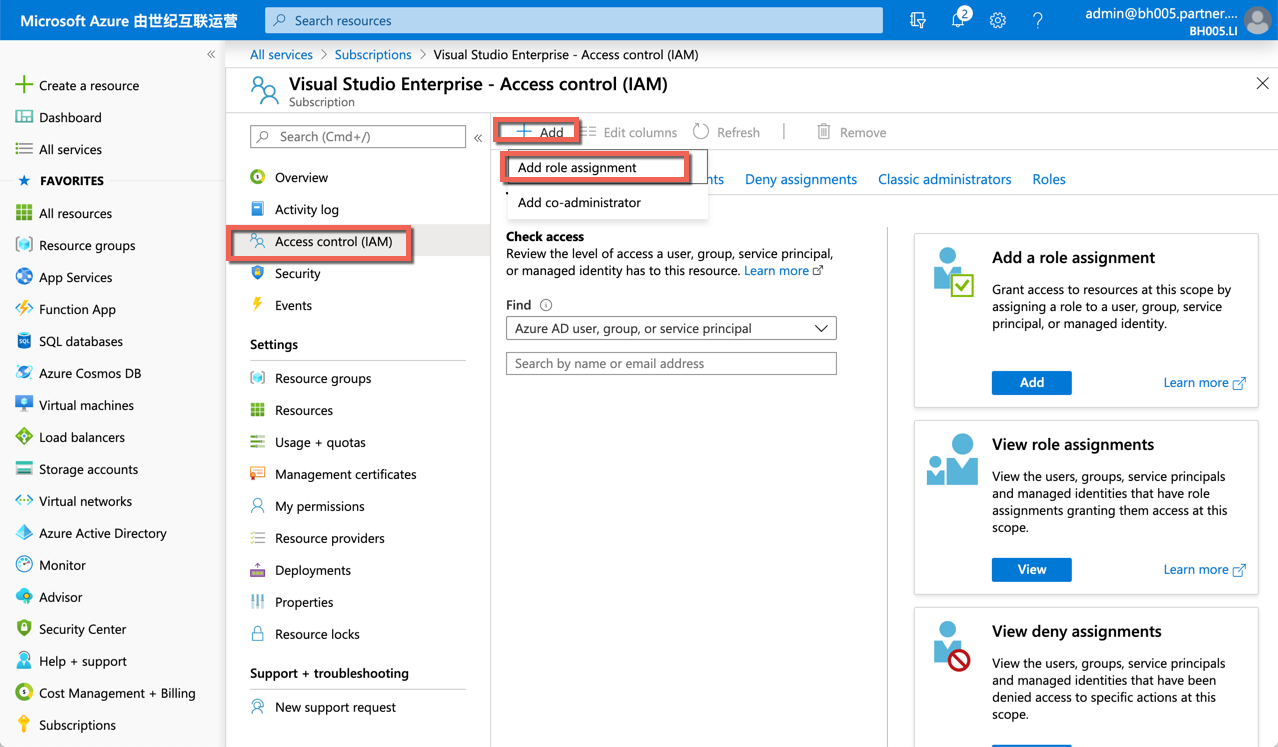 Microsoft Azure 由世纪互联运营
Search resources
2
admin@bh005.partner....
BH005.LI
Create a resource
Dashboard
All services
FAVORITES
All resources
Resource groups
App Services
Function App
SQL databases
Azure Cosmos DB
Virtual machines
Load balancers
Storage accounts
Virtual networks
Azure Active Directory
Monitor
Advisor
Security Center
Help + support
Cost Management + Billing
Subscriptions
All services > Subscriptions > Visual Studio Enterprise - Access control (IAM)
Visual Studio Enterprise - Access control (IAM)
Subscription
Search (Cmd+/)
Overview
Activity log
Access control (IAM)
Security
Events
Settings
Resource groups
Resources
Usage + quotas
Management certificates
My permissions
Resource providers
Deployments
Properties
Resource locks
Support + troubleshooting
New support request
Add Edit columns Refresh Remove
Add role assignment
Add co-administrator
nts Deny assignments Classic administrators Roles
Check access
Review the level of access a user, group, service principal,
or managed identity has to this resource. Learn more
Find
Azure AD user, group, or service principal
Search by name or email address
Add a role assignment
Grant access to resources at this scope by
assigning a role to a user, group, service
principal, or managed identity.
Add Learn more
View role assignments
View the users, groups, service principals
and managed identities that have role
assignments granting them access at this
scope.
View Learn more
View deny assignments
View the users, groups, service principals
and managed identities that have been
denied access to specific actions at this
scope.